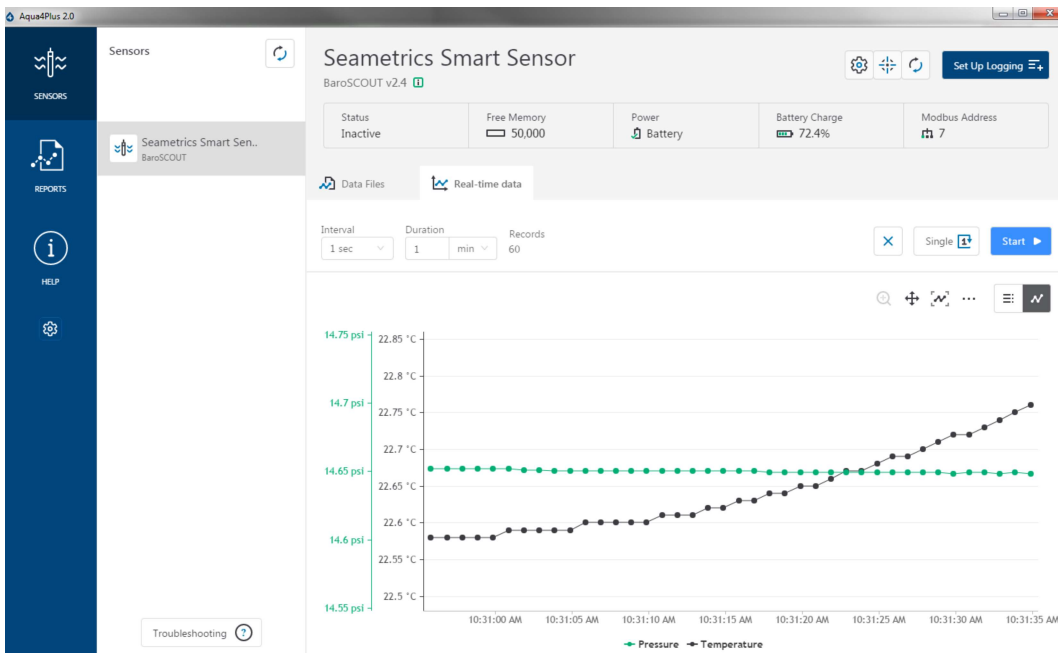 Aqua4Plus 2.0
SENSORS
REPORTS
HELP
Sensors
Seametrics Smart Sen..
BaroSCOUT
Troubleshooting ?
Seametrics Smart Sensor
BaroSCOUT v2.4
Set Up Logging
Status
Inactive
Free Memory
50,000
Power
Battery
Battery Charge
72.4%
Modbus Address
7
Data Files
Real-time data
Interval
1 sec
Duration
1 min
Records
60
Single 1
Start
14.75 psi
14.7 psi
14.65 psi
14.6 psi
14.55 psi
22.85 °C
22.8 °C
22.75 °C
22.7 °C
22.65 °C
22.6 °C
22.55 °C
22.5 °C
10:31:00 AM 10:31:05 AM 10:31:10 AM 10:31:15 AM 10:31:20 AM 10:31:25 AM 10:31:30 AM 10:31:35 AM
Pressure Temperature